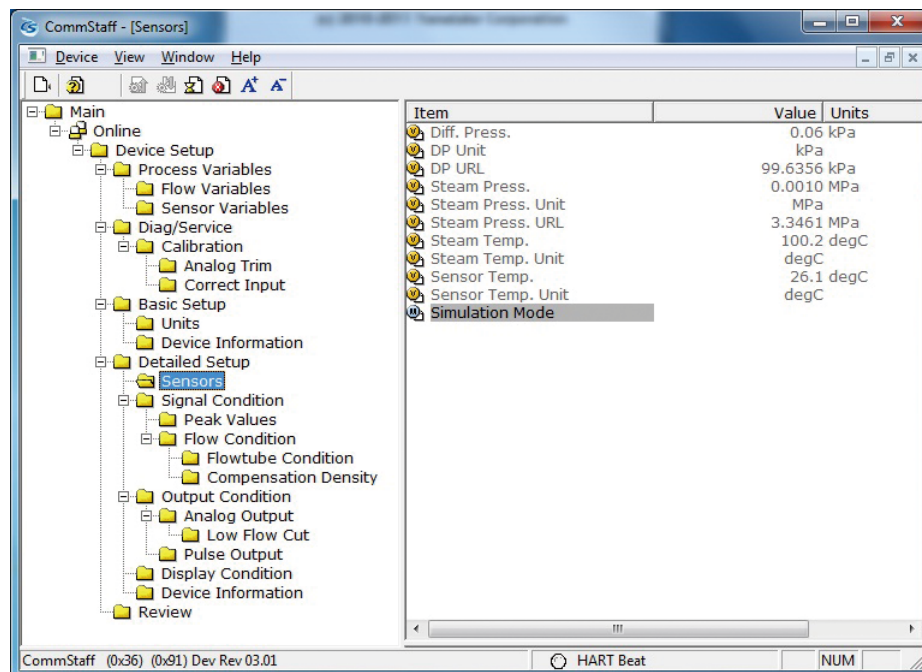 CommStaff - [Sensors]
Device View Window Help
Main
Online
Device Setup
Process Variables
Flow Variables
Sensor Variables
Diag/Service
Calibration
Analog Trim
Correct Input
Basic Setup
Units
Device Information
Detailed Setup
Sensors
Signal Condition
Peak Values
Flow Condition
Flowtube Condition
Compensation Density
Output Condition
Analog Output
Low Flow Cut
Pulse Output
Display Condition
Device Information
Review
Item Value Units
Diff. Press. 0.06 kPa
DP Unit kPa
DP URL 99.6356 kPa
Steam Press. 0.0010 MPa
Steam Press. Unit MPa
Steam Press. URL 3.3461 MPa
Steam Temp. 100.2 degC
Steam Temp. Unit degC
Sensor Temp. 26.1 degC
Sensor Temp. Unit degC
Simulation Mode
CommStaff (0x36) (0x91) Dev Rev 03.01 HART Beat NUM